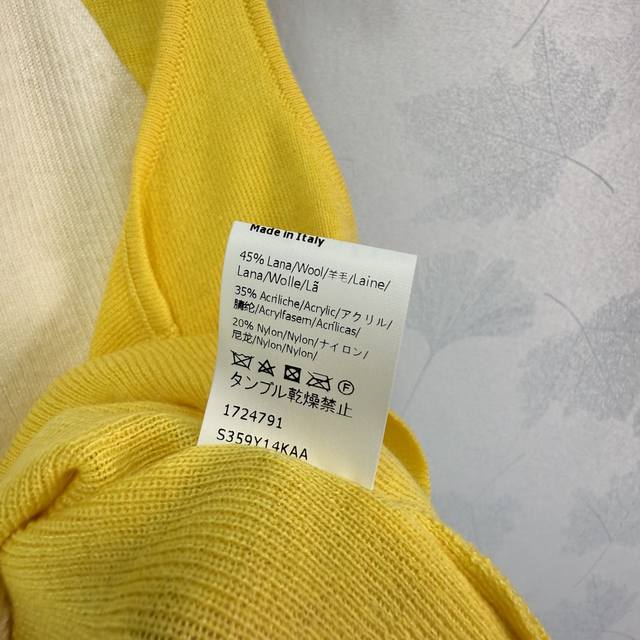 Made in Italy
45% Lana/Wool/羊毛/Laine/
Lana/Wolle/Lã
35% Acriliche/Acrylic/アクリル/
腈纶/Acrylfasern/Acrílicas/
20% Nylon/Nylon/ナイロン/
尼龙/Nylon/Nylon/
F
タンブル乾燥禁止
1724791
S359Y14KAA